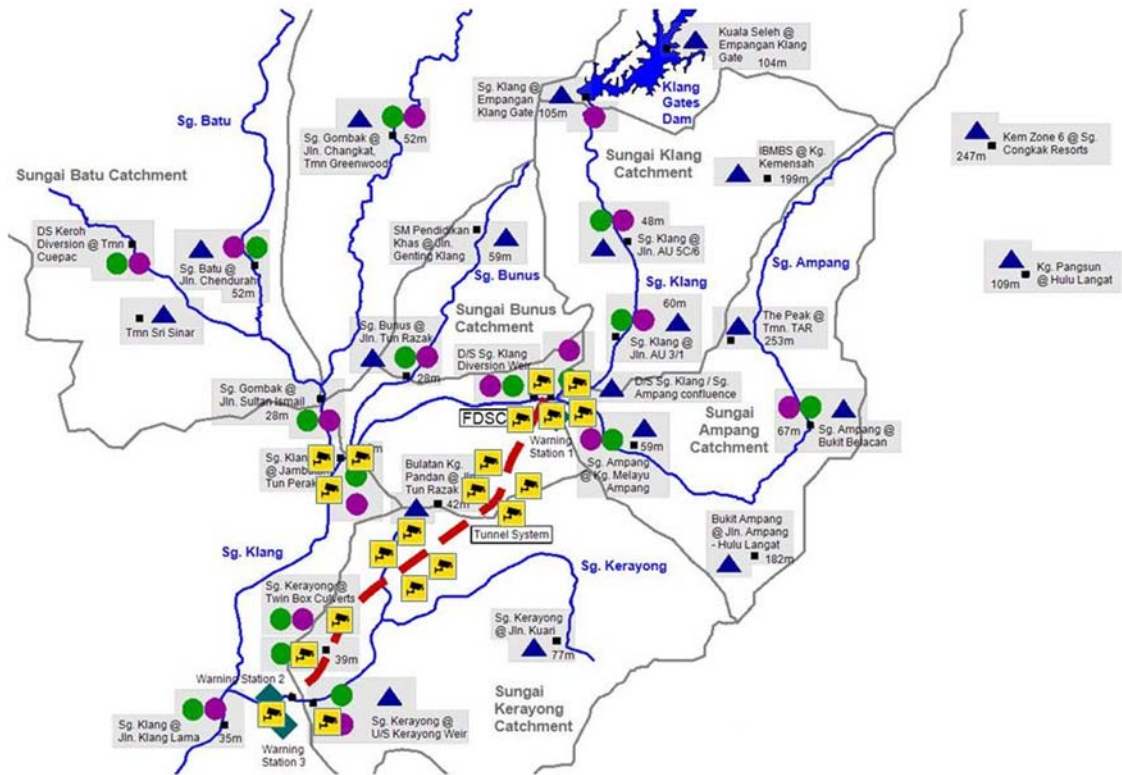 Kuala Seleh @
Empangan Klang
Gate 104m
Sg. Klang @
Empangan
Klang Gate
105m
Klang
Gates
Dam
Sg. Batu
Sg. Gombak @
Jln. Changkat,
Tmn Greenwoods
52m
Sungai Klang
Catchment
IBMBS @ Kg.
Kemensah
199m
Kem Zone 6 @ Sg.
Congkak Resorts
247m
Sungai Batu Catchment
DS Keroh
Diversion @ Tmn
Cuepac
Sg. Batu @
Jln. Chendurah
52m
SM Pendidikan
Khas @ Jln.
Genting Klang
59m
Sg. Bunus
48m
Sg. Klang @
Jln. AU 5C/6
Sg. Klang
Sg. Ampang
Kg. Pangsun
@ Hulu Langat
109m
Tmn Sri Sinar
Sungai Bunus
Catchment
Sg. Bunus @
Jln. Tun Razak
28m
60m
Sg. Klang @
Jln. AU 3/1
The Peak @
Tmn. TAR
253m
D/S Sg. Klang
Diversion Weir
D/S Sg. Klang / Sg.
Ampang confluence
Sg. Gombak @
Jln. Sultan Ismail
28m
FDSC
Warning
Station 1
Sungai
Ampang
Catchment
67m
Sg. Ampang @
Bukit Belacan
59m
Sg. Ampang
@ Kg. Melayu
Ampang
@
Tun Perak
Bulatan Kg.
Pandan @
Tun Razak
42m
Tunnel System
Bukit Ampang
@ Jln. Ampang
- Hulu Langat
182m
Sg. Klang
Sg. Kerayong
Sg. Kerayong @
Twin Box Culverts
39m
Sg. Kerayong
@ Jln. Kuari
77m
Warning Station 2
Sg. Klang @
Jln. Klang Lama
35m
Warning
Station 3
Sg. Kerayong @
U/S Kerayong Weir
Sungai
Kerayong
Catchment